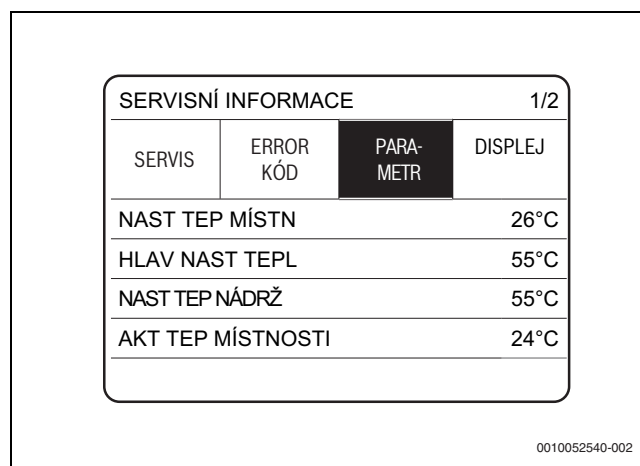 SERVISNÍ INFORMACE 1/2
SERVIS ERROR KÓD PARA-METR DISPLEJ
NAST TEP MÍSTN 26°C
HLAV NAST TEPL 55°C
NAST TEP NÁDRŽ 55°C
AKT TEP MÍSTNOSTI 24°C
0010052540-002